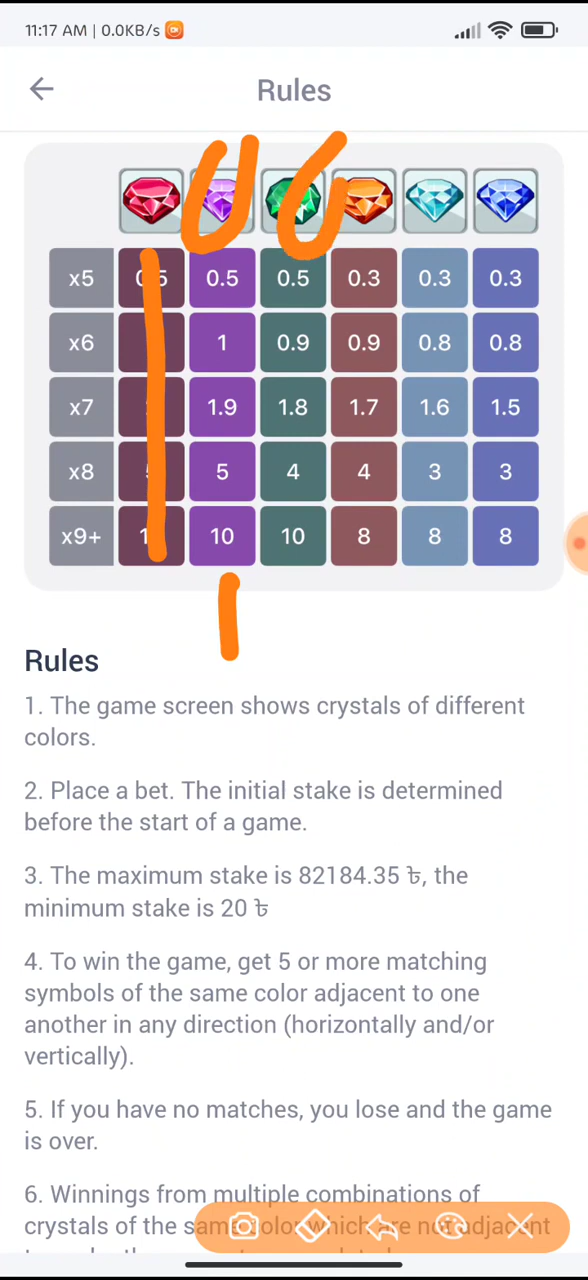 11:17 AM | 0.0KB/s
Rules
x5 0.5 0.5 0.3 0.3 0.3
x6 1 0.9 0.9 0.8 0.8
x7 1.9 1.8 1.7 1.6 1.5
x8 5 4 4 3 3
x9+ 10 10 8 8 8
Rules
1. The game screen shows crystals of different
colors.
2. Place a bet. The initial stake is determined
before the start of a game.
3. The maximum stake is 82184.35 ৳, the
minimum stake is 20 ৳
4. To win the game, get 5 or more matching
symbols of the same color adjacent to one
another in any direction (horizontally and/or
vertically).
5. If you have no matches, you lose and the game
is over.
6. Winnings from multiple combinations of
crystals of the same color which are not adjacent